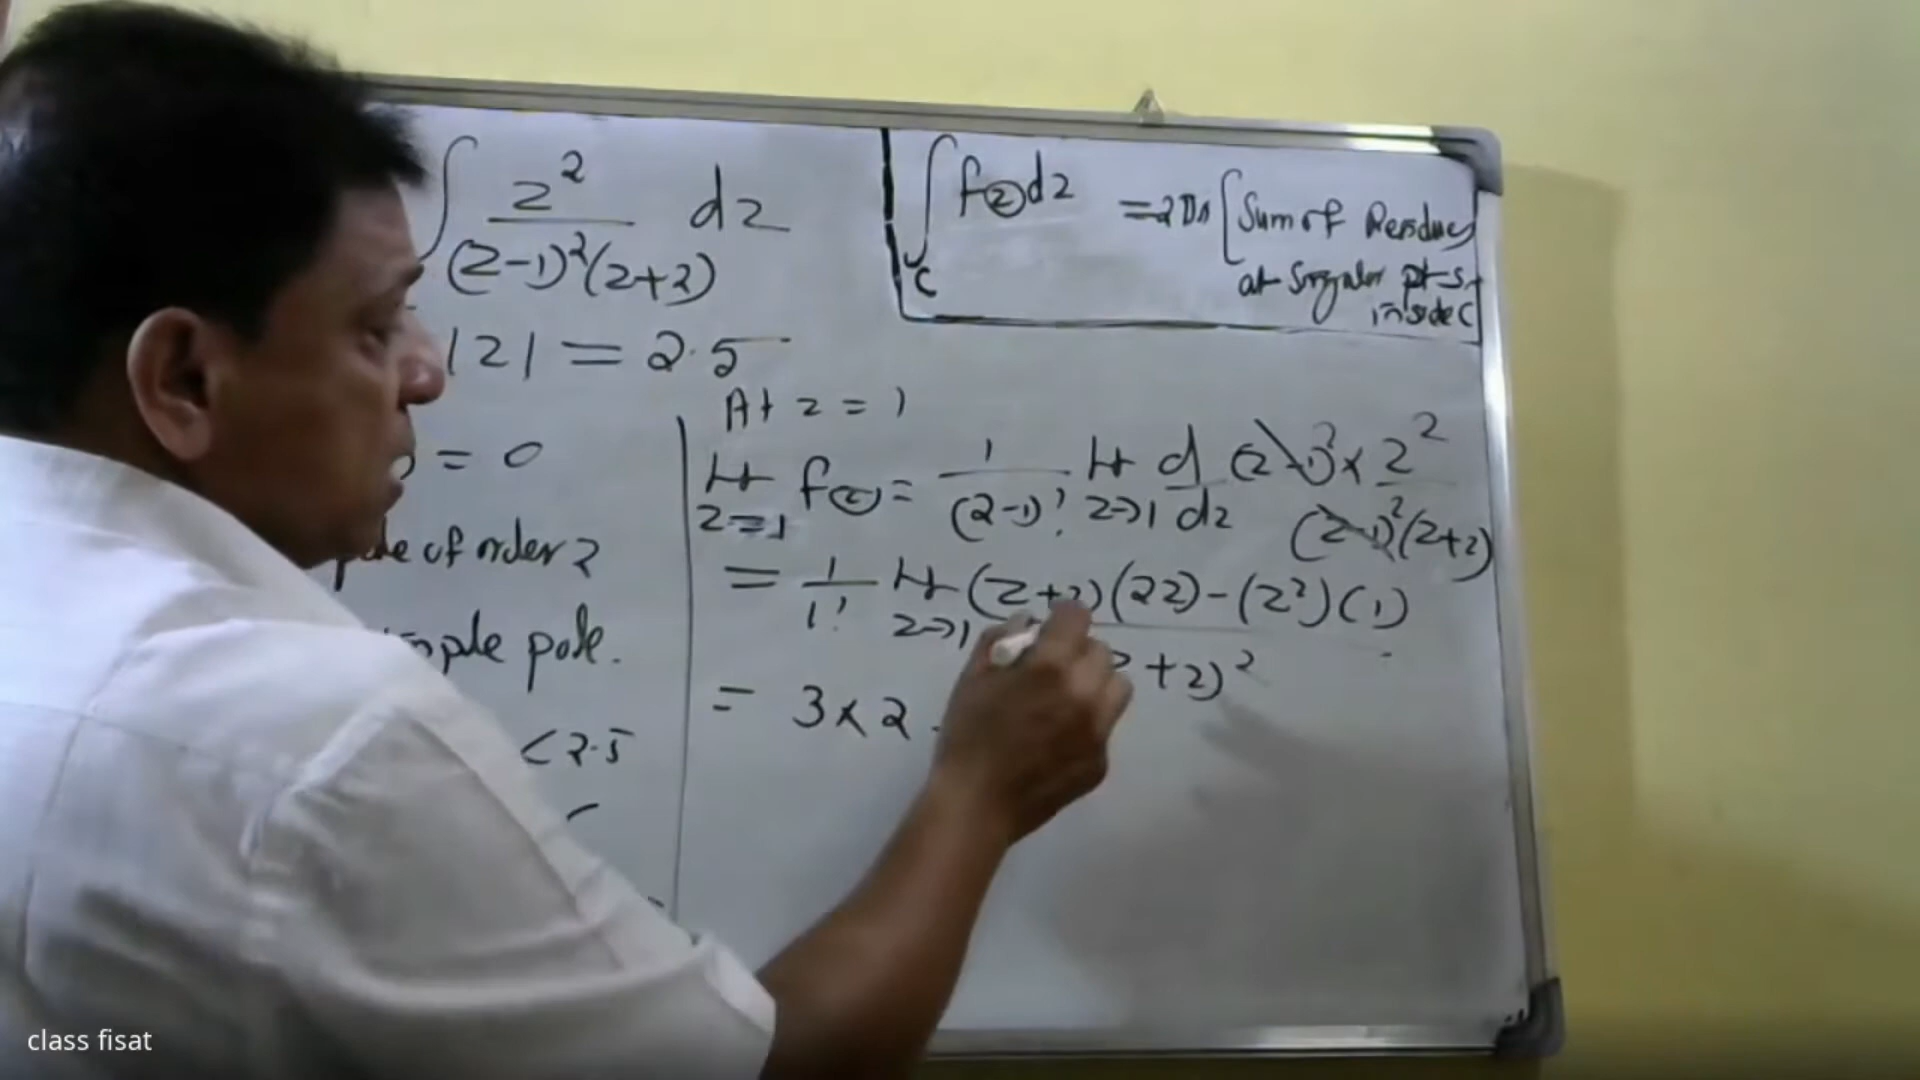 ∫ z² / (z-1)²(z+2) dz
|z| = 2.5
∫_C f(z) dz = 2πi [Sum of Residues
at Singular pts
inside C]
= 0
of order 2
simple pole.
< 2.5
At z = 1
Lt z→1 f(z) = 1/(2-1)! Lt z→1 d/dz (z-1)² × z² / (z-1)²(z+2)
= 1/1! Lt z→1 (z+2)(2z) - (z²)(1) / (z+2)²
= 3 × 2 -
class fisat